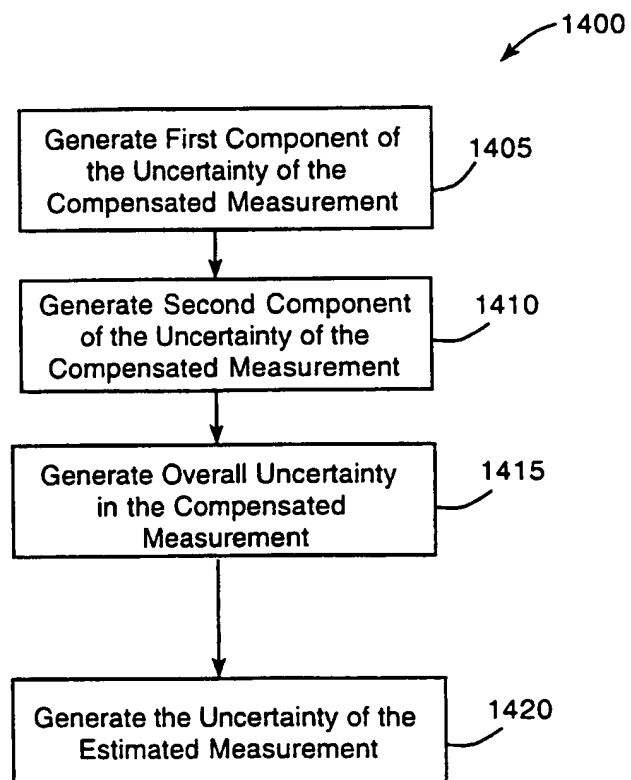 1400
Generate First Component of
the Uncertainty of the
Compensated Measurement
1405
Generate Second Component
of the Uncertainty of the
Compensated Measurement
1410
Generate Overall Uncertainty
in the Compensated
Measurement
1415
Generate the Uncertainty of the
Estimated Measurement
1420